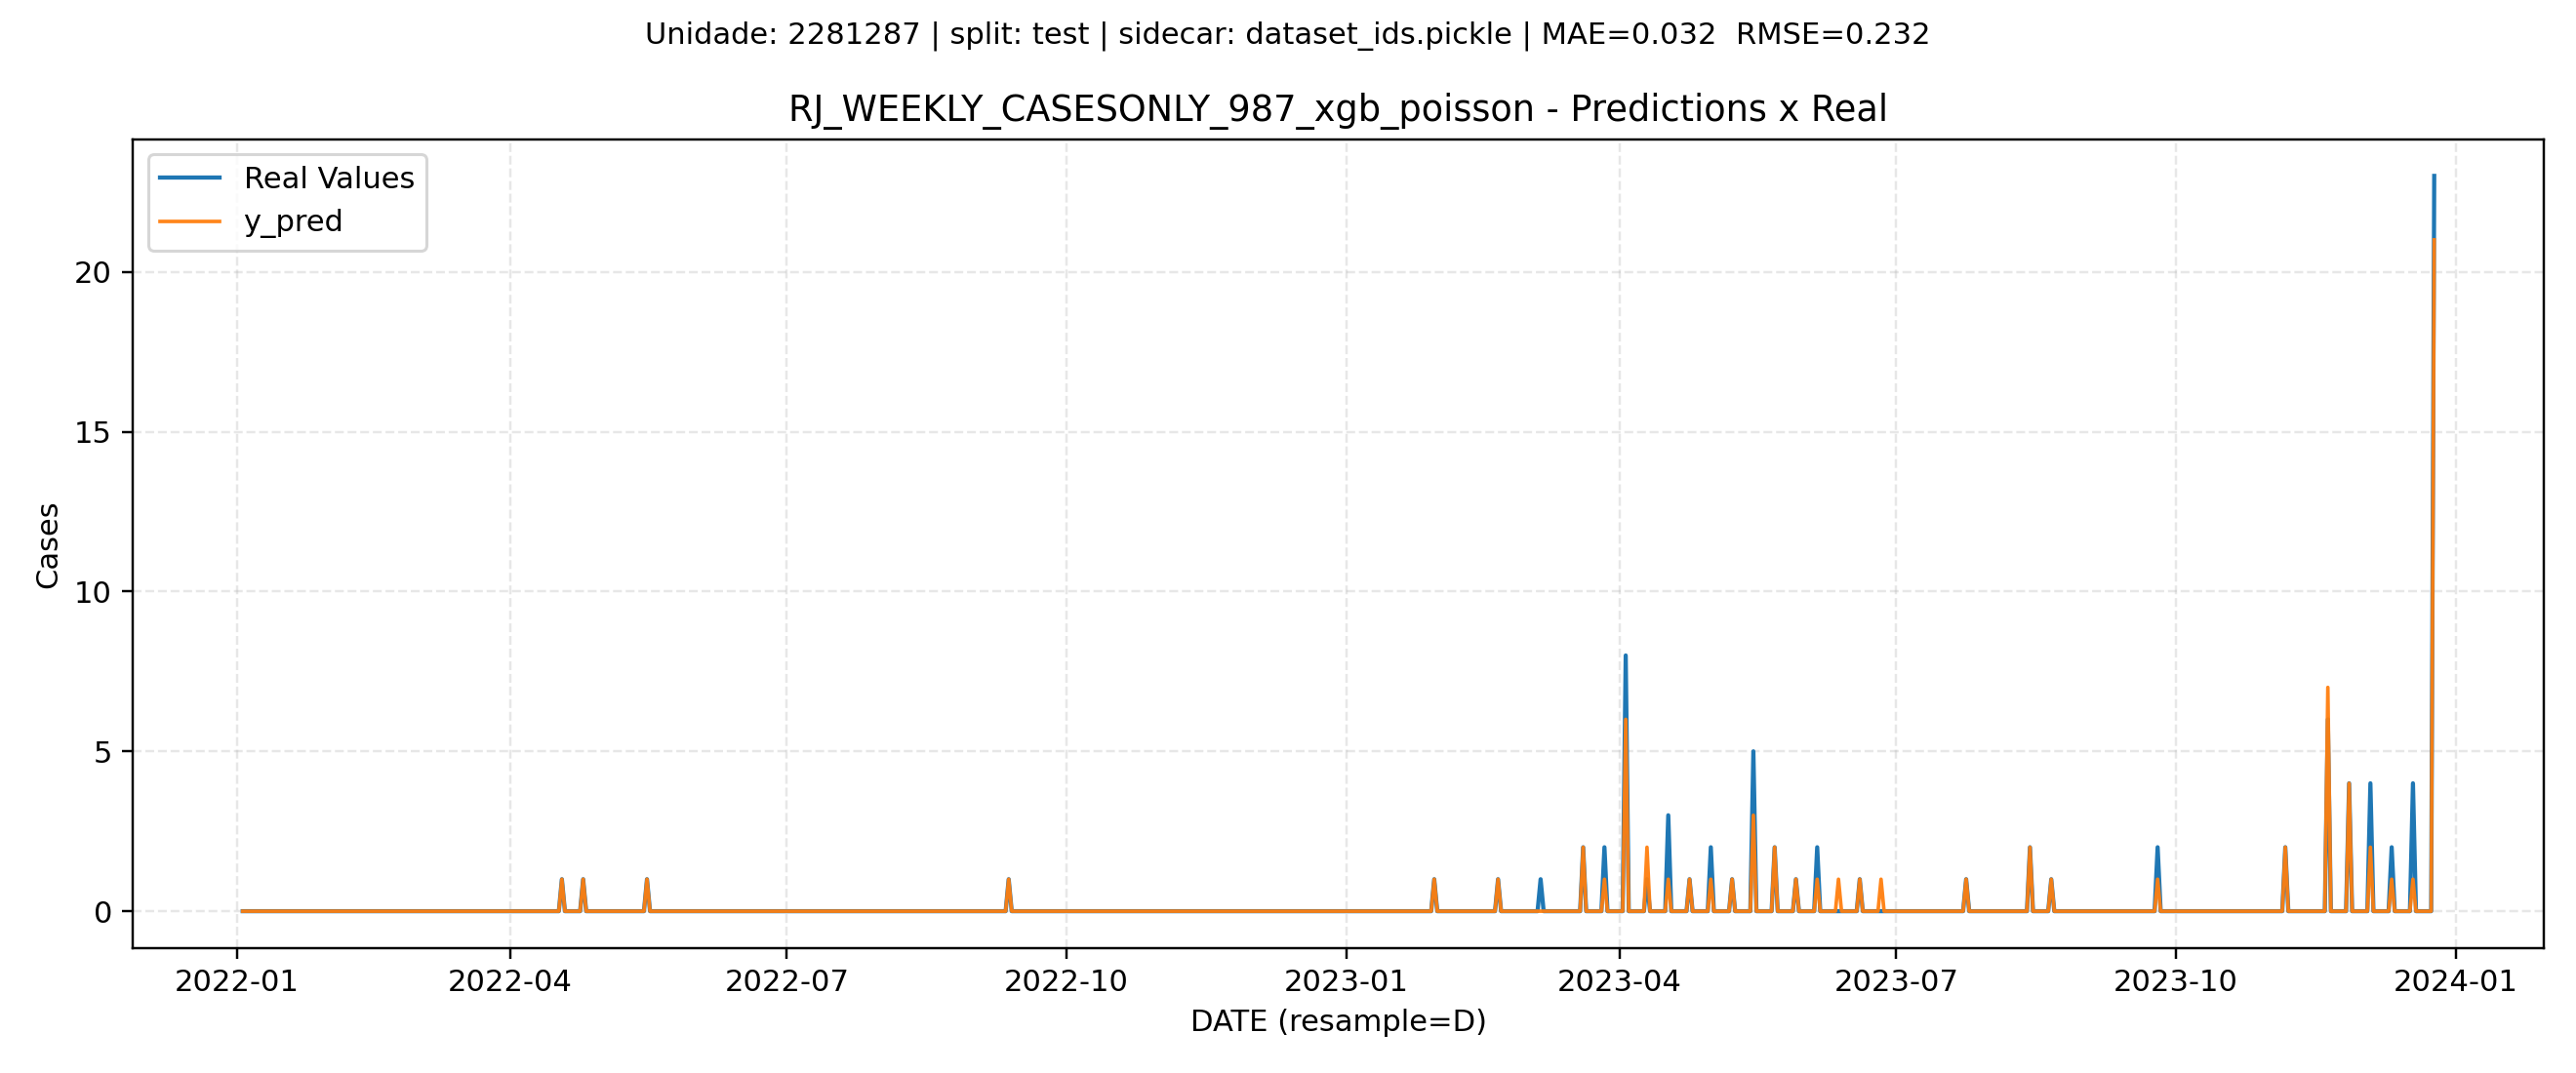 Unidade: 2281287 | split: test | sidecar: dataset_ids.pickle | MAE=0.032  RMSE=0.232
RJ_WEEKLY_CASESONLY_987_xgb_poisson - Predictions x Real
Real Values
y_pred
20
15
10
5
0
Cases
2022-01
2022-04
2022-07
2022-10
2023-01
2023-04
2023-07
2023-10
2024-01
DATE (resample=D)